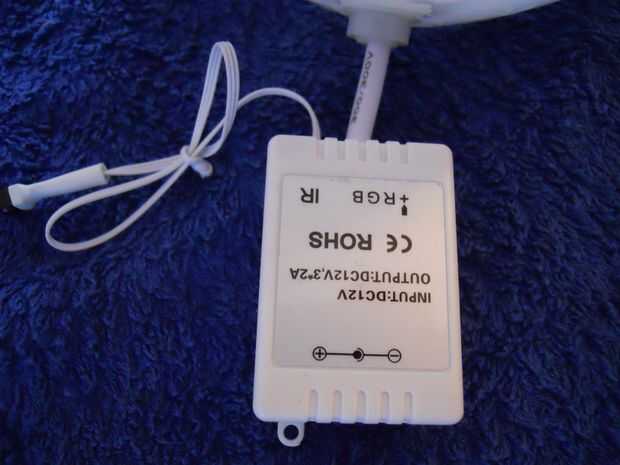 INPUT:DC12V
OUTPUT:DC12V,3*2A
CE ROHS
+RGB IR